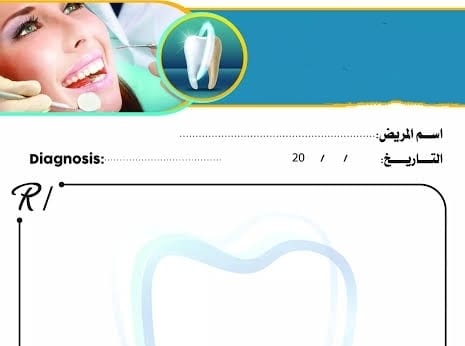 اسم المريض:........................................
التاريخ: / / 20 Diagnosis:........................
R/